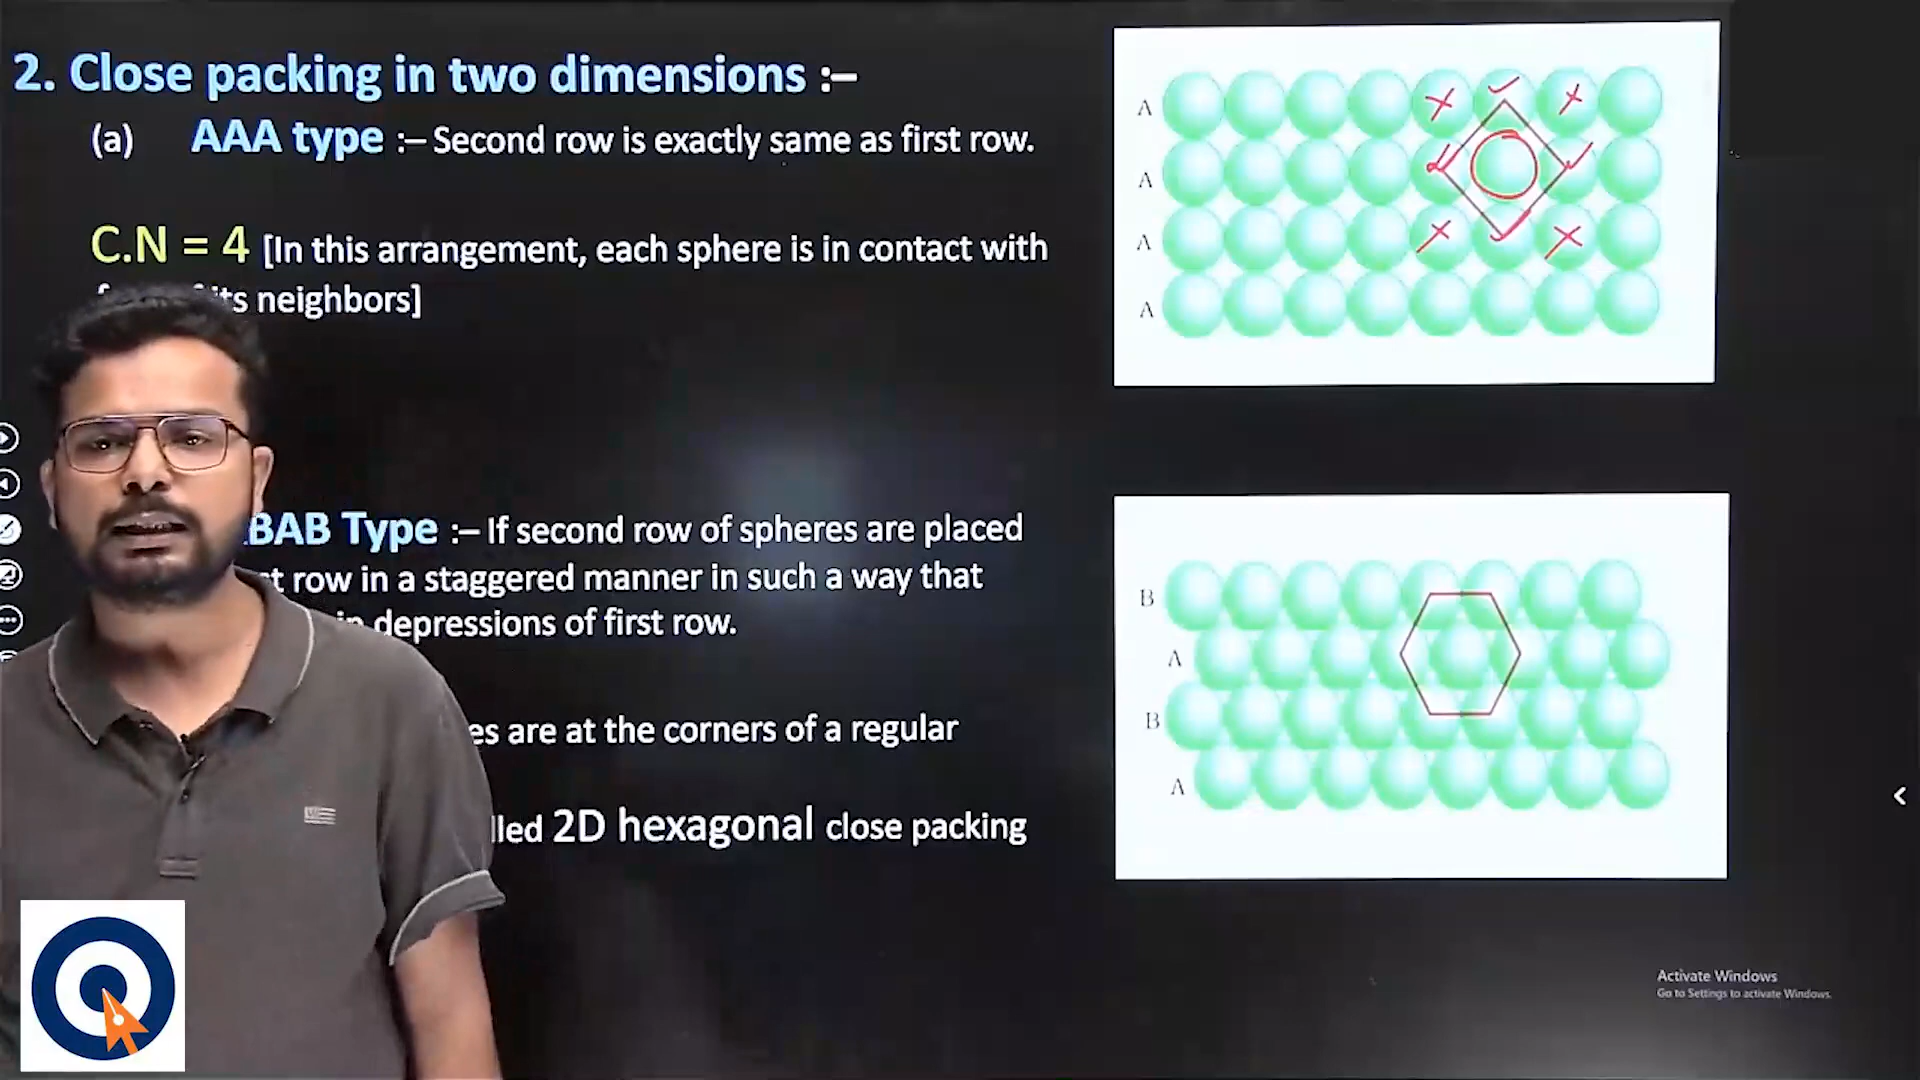 2. Close packing in two dimensions :–
(a) AAA type :– Second row is exactly same as first row.
C.N = 4 [In this arrangement, each sphere is in contact with
neighbors]
BAB Type :– If second row of spheres are placed
row in a staggered manner in such a way that
depressions of first row.
are at the corners of a regular
2D hexagonal close packing
A
A
A
A
B
A
B
A
Activate Windows
Go to Settings to activate Windows.